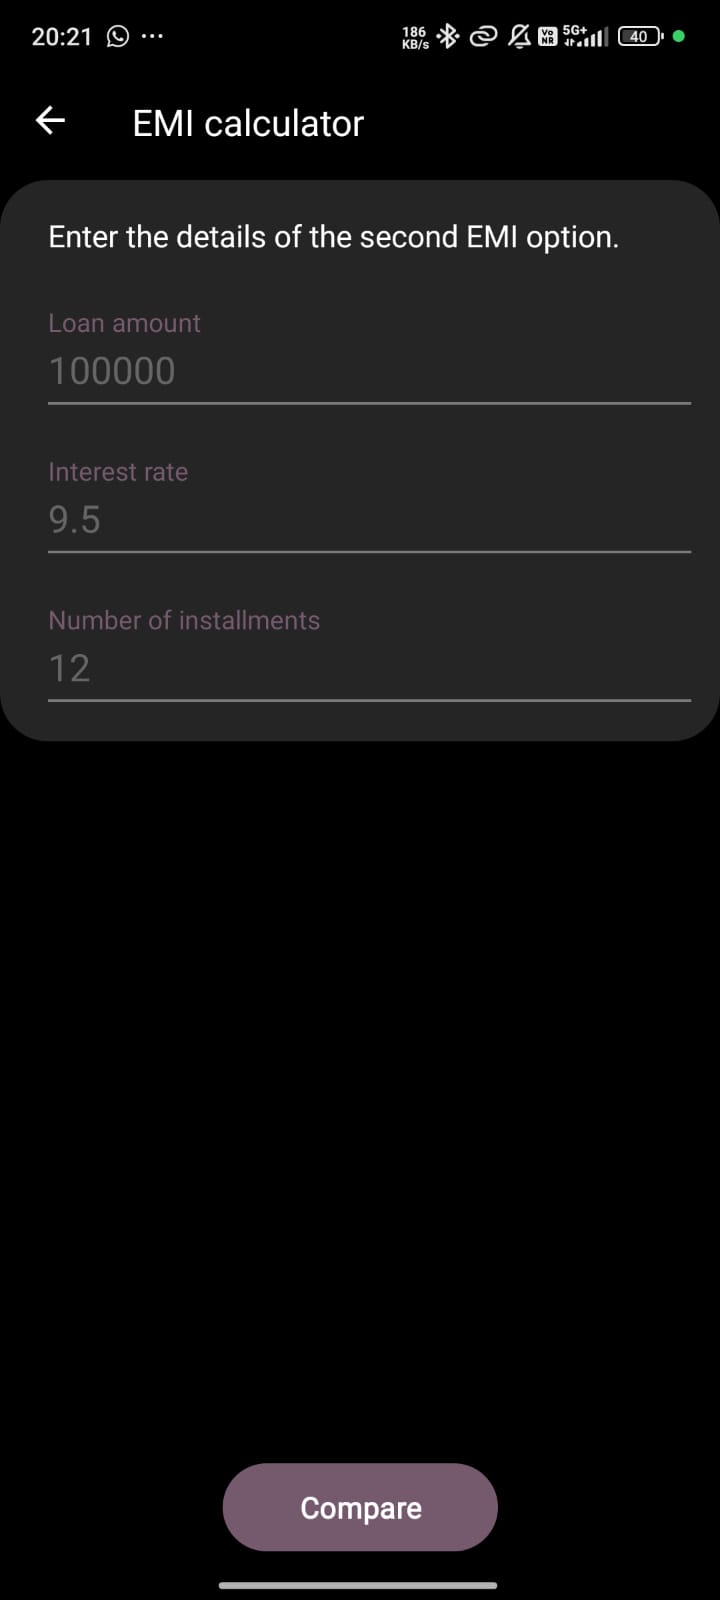 20:21 ...
186 KB/s Vo NR 5G+ 40
EMI calculator
Enter the details of the second EMI option.
Loan amount
100000
Interest rate
9.5
Number of installments
12
Compare